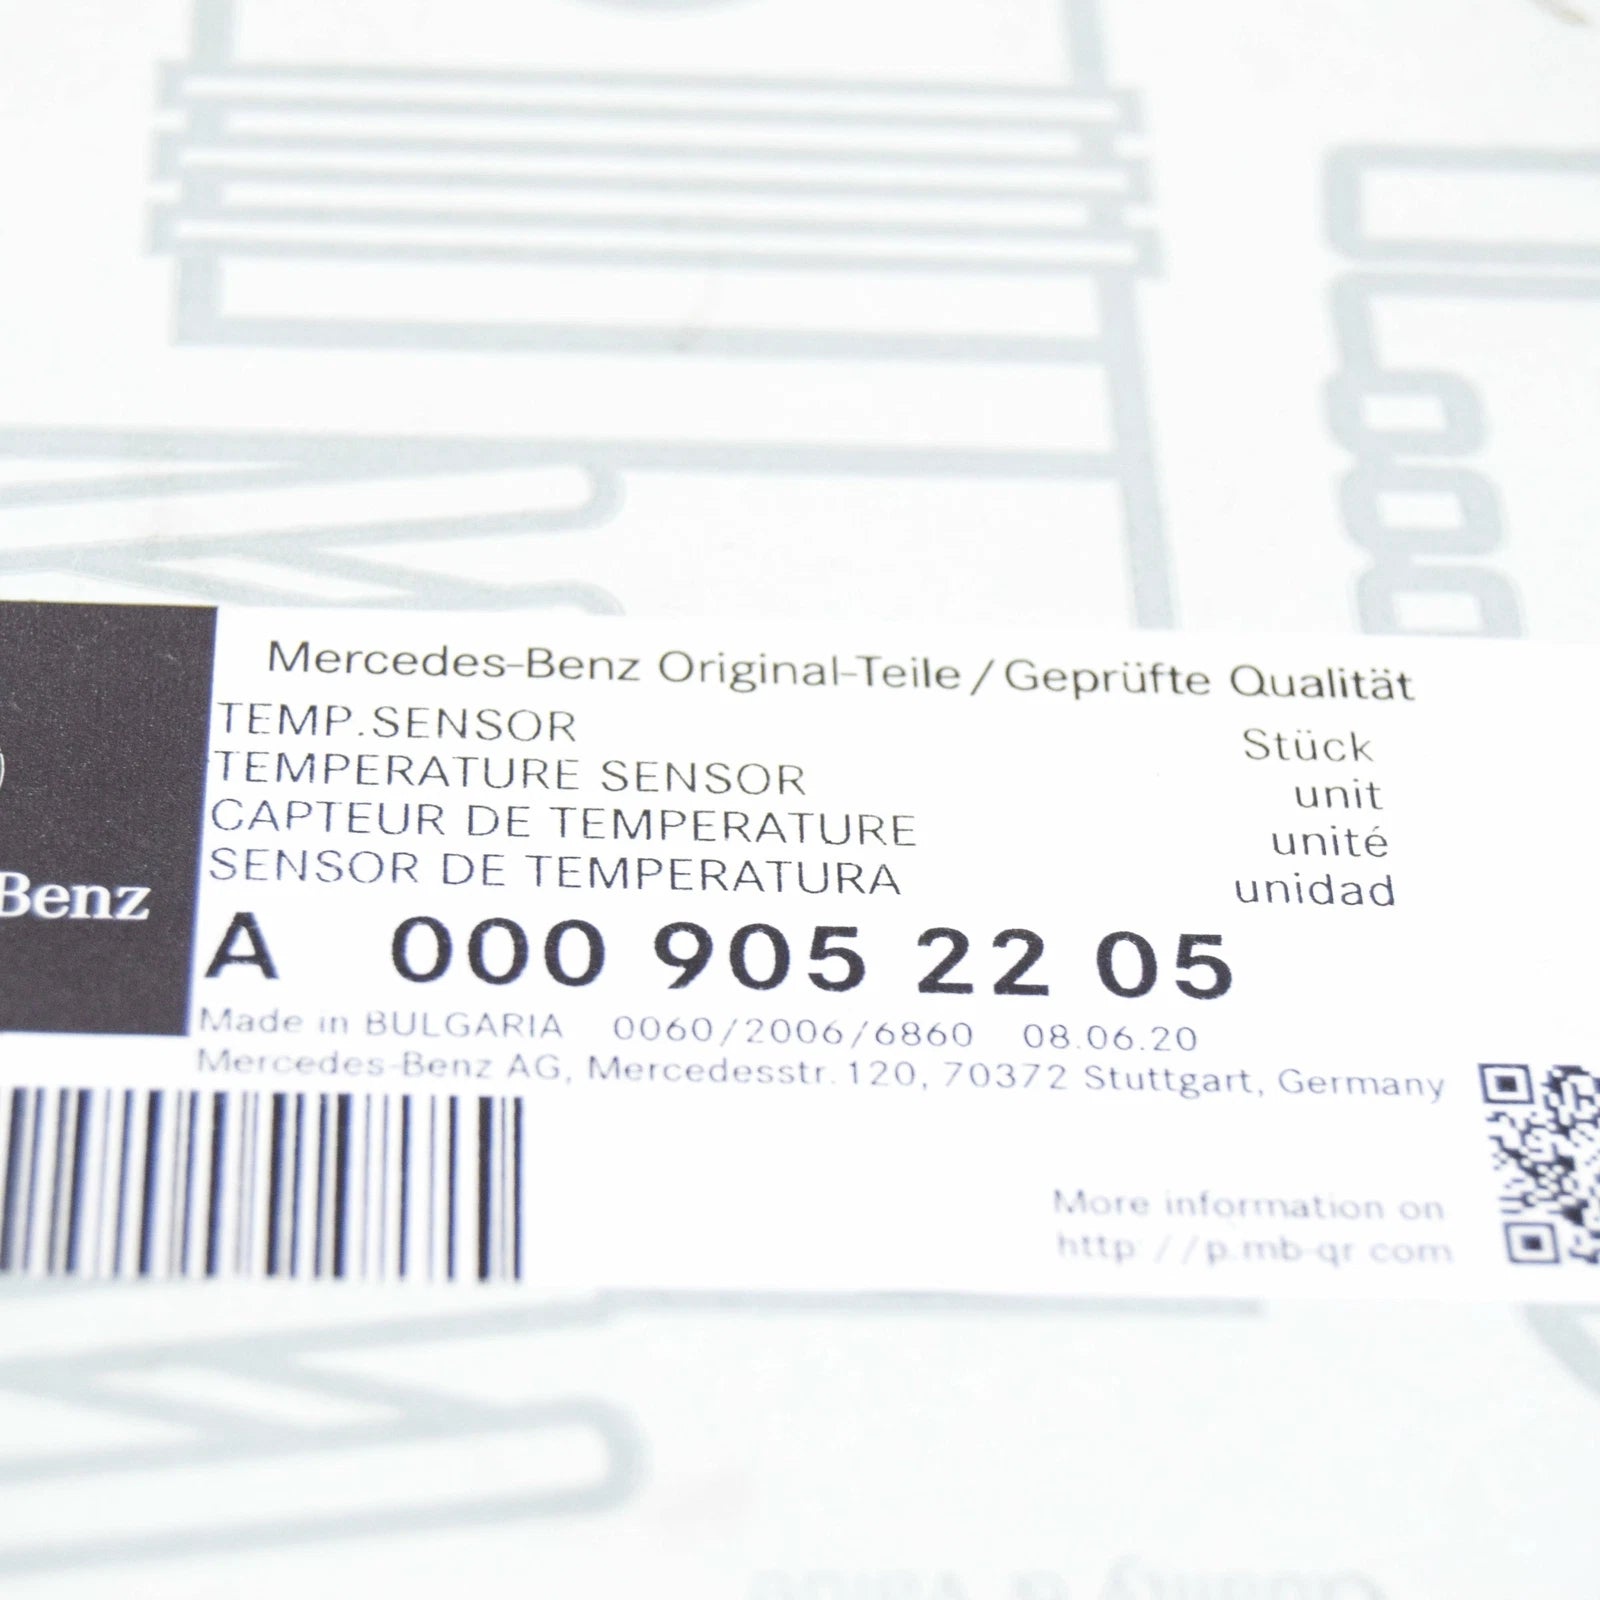 Mercedes-Benz Original-Teile / Geprüfte Qualität
TEMP.SENSOR Stück
TEMPERATURE SENSOR unit
CAPTEUR DE TEMPERATURE unité
SENSOR DE TEMPERATURA unidad
Benz
A 000 905 22 05
Made in BULGARIA 0060/2006/6860 08.06.20
Mercedes-Benz AG, Mercedesstr. 120, 70372 Stuttgart, Germany
More information on
http://p.mb-qr.com